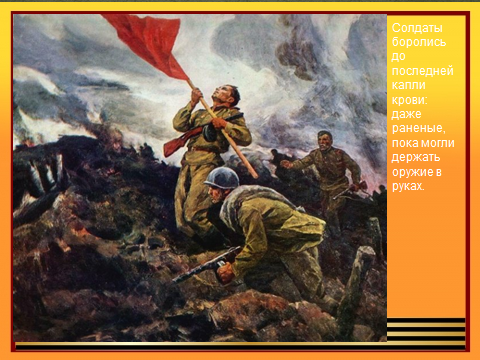 Солдаты
боролись
до
последней
капли
крови:
даже
раненые,
пока могли
держать
оружие в
руках.